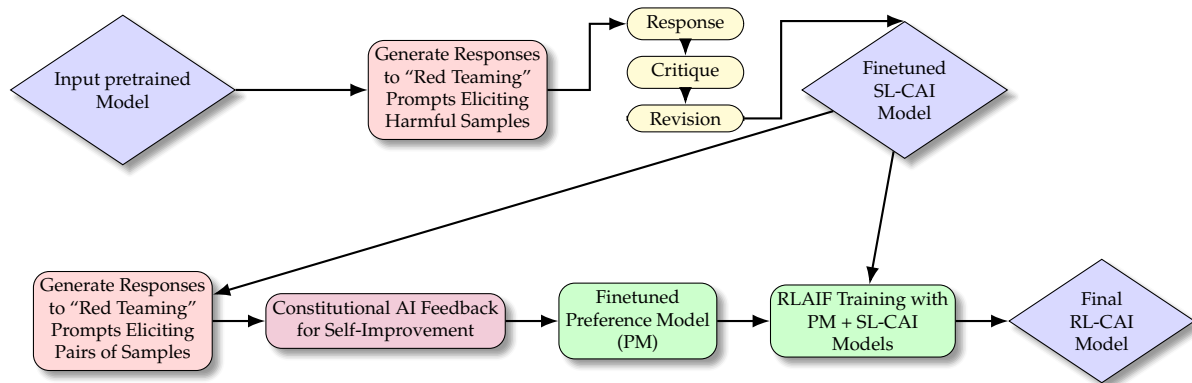 Input pretrained
Model
Generate Responses
to “Red Teaming”
Prompts Eliciting
Harmful Samples
Response
Critique
Revision
Finetuned
SL-CAI
Model
Generate Responses
to “Red Teaming”
Prompts Eliciting
Pairs of Samples
Constitutional AI Feedback
for Self-Improvement
Finetuned
Preference Model
(PM)
RLAIF Training with
PM + SL-CAI
Models
Final
RL-CAI
Model